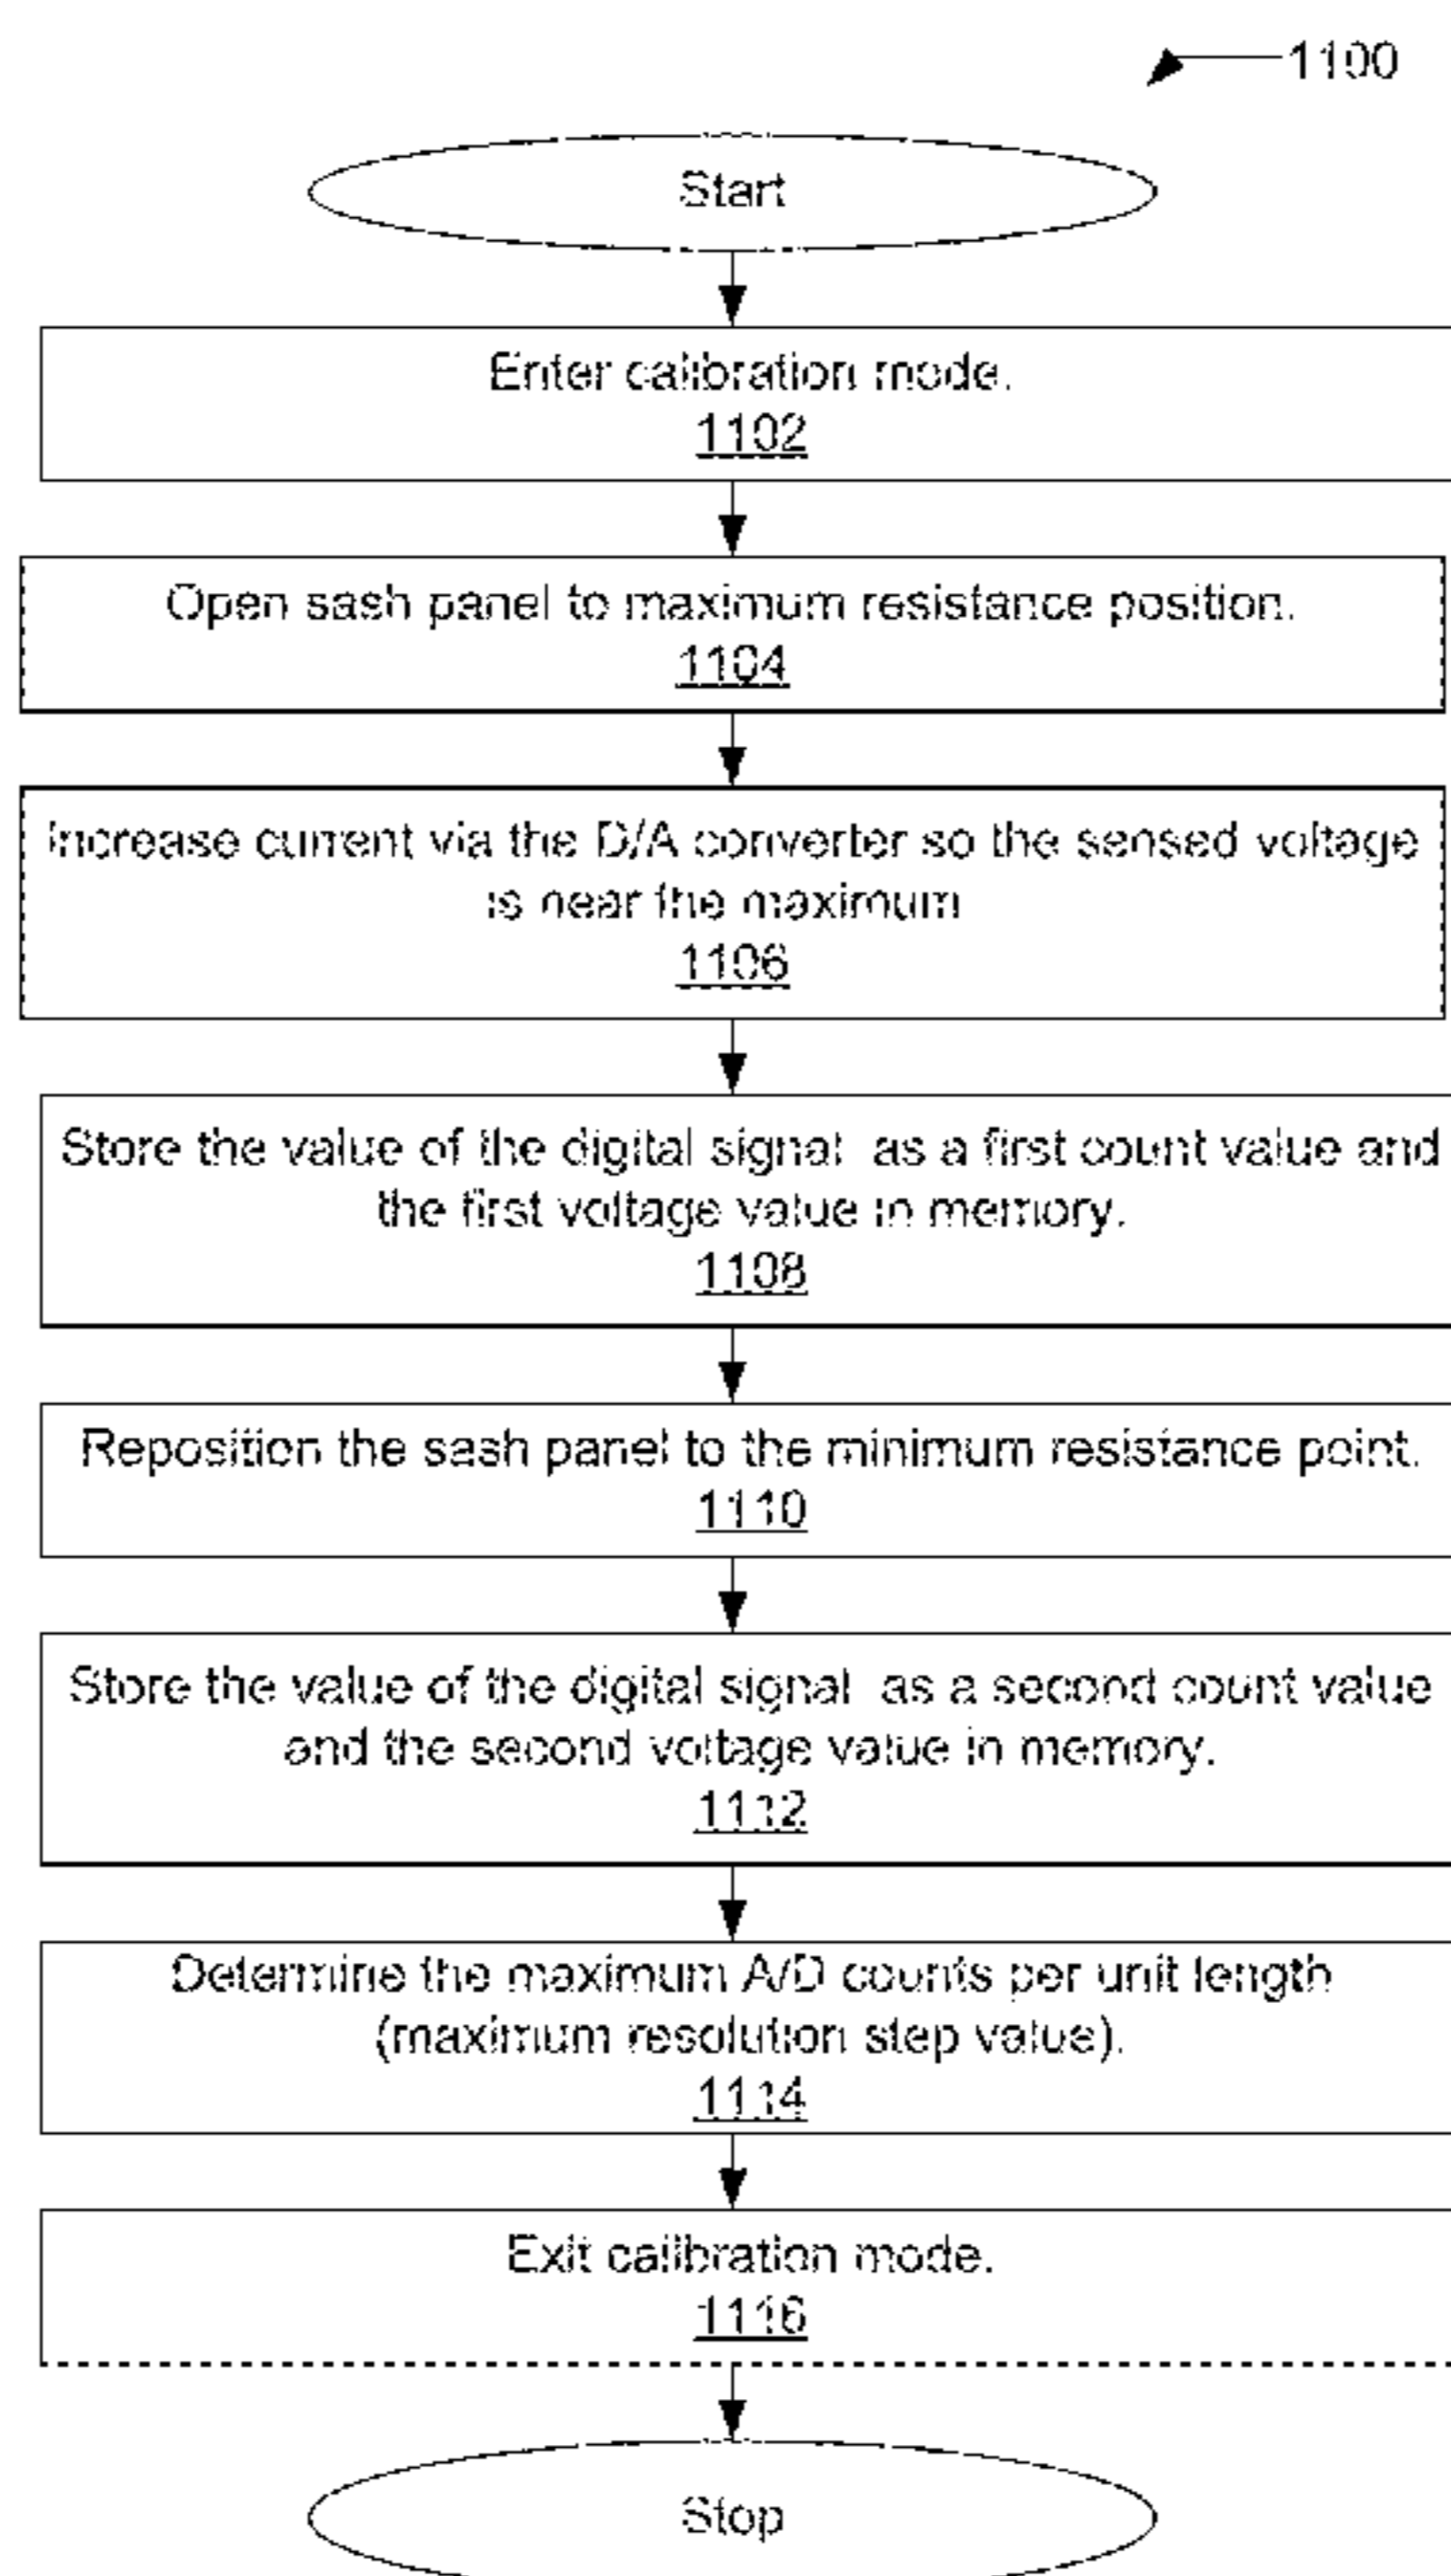 1100
Start
Enter calibration mode.
1102
Open sash panel to maximum resistance position.
1104
Increase current via the D/A converter so the sensed voltage
is near the maximum
1106
Store the value of the digital signal as a first count value and
the first voltage value in memory.
1108
Reposition the sash panel to the minimum resistance point.
1110
Store the value of the digital signal as a second count value
and the second voltage value in memory.
1112
Determine the maximum A/D counts per unit length
(maximum resolution step value).
1114
Exit calibration mode.
1116
Stop